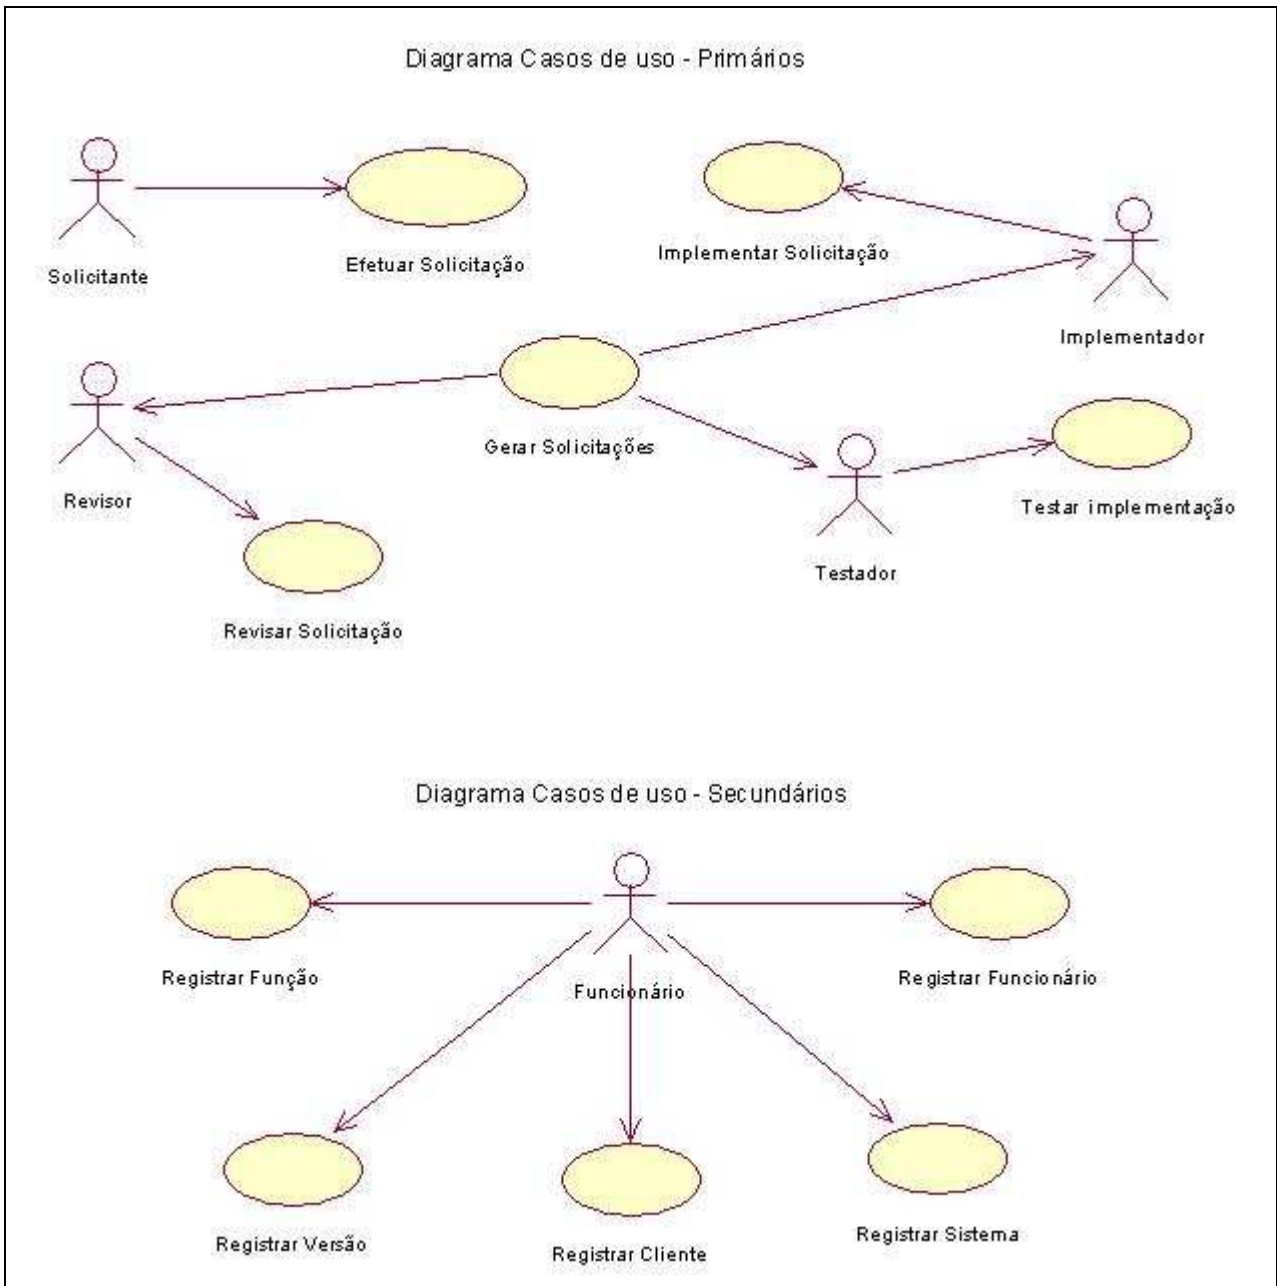 Diagrama Casos de uso - Primários
Solicitante
Efetuar Solicitação
Implementar Solicitação
Implementador
Revisor
Gerar Solicitações
Testador
Testar implementação
Revisar Solicitação
Diagrama Casos de uso - Secundários
Registrar Função
Funcionário
Registrar Funcionário
Registrar Versão
Registrar Cliente
Registrar Sistema